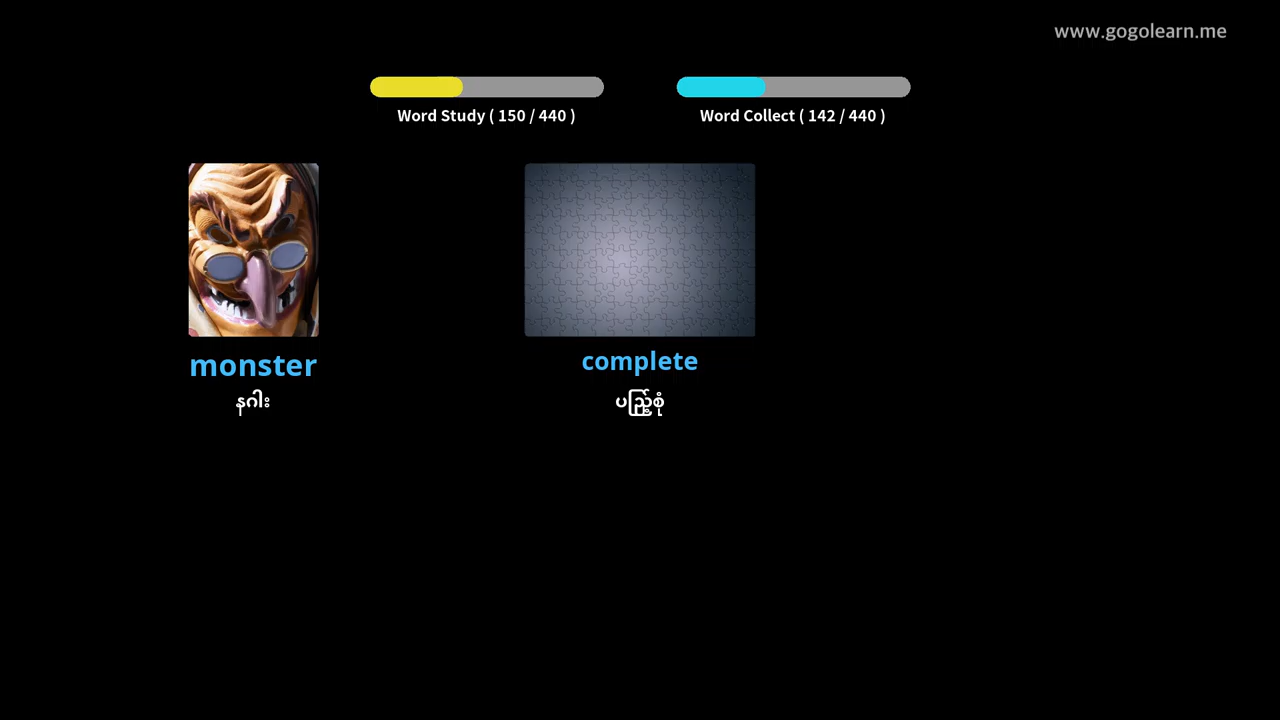 www.gogolearn.me
Word Study ( 150 / 440 )
Word Collect ( 142 / 440 )
monster
complete
နဂါး
ပြည့်စုံ